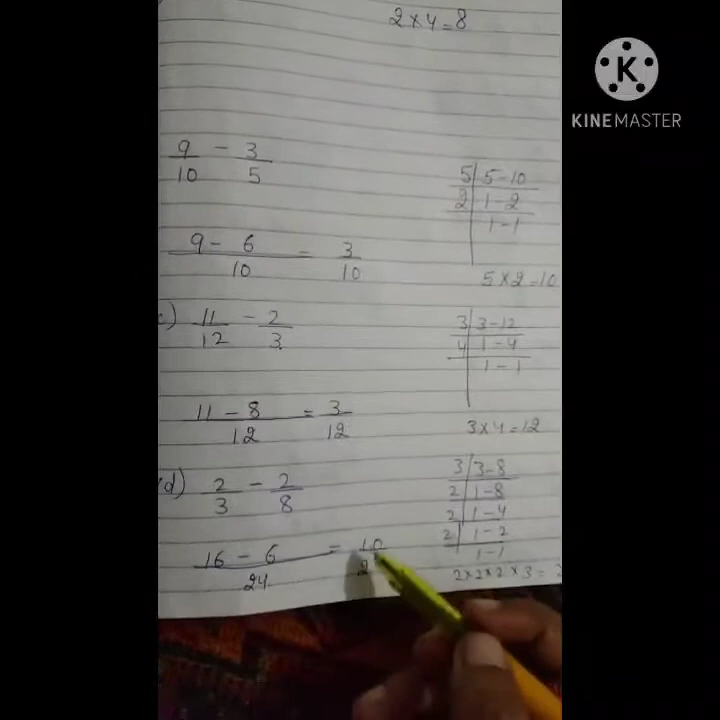 2×4=8
K
KINEMASTER
9/10 - 3/5
5 | 5-10
2 | 1-2
1-1
9-6/10 = 3/10
5×2=10
) 11/12 - 2/3
3 | 3-12
4 | 1-4
1-1
11-8/12 = 3/12
3×4=12
d) 2/3 - 2/8
3 | 3-8
2 | 1-8
2 | 1-4
2 | 1-2
1-1
16-6/24 = 10/2
2×2×2×3=2